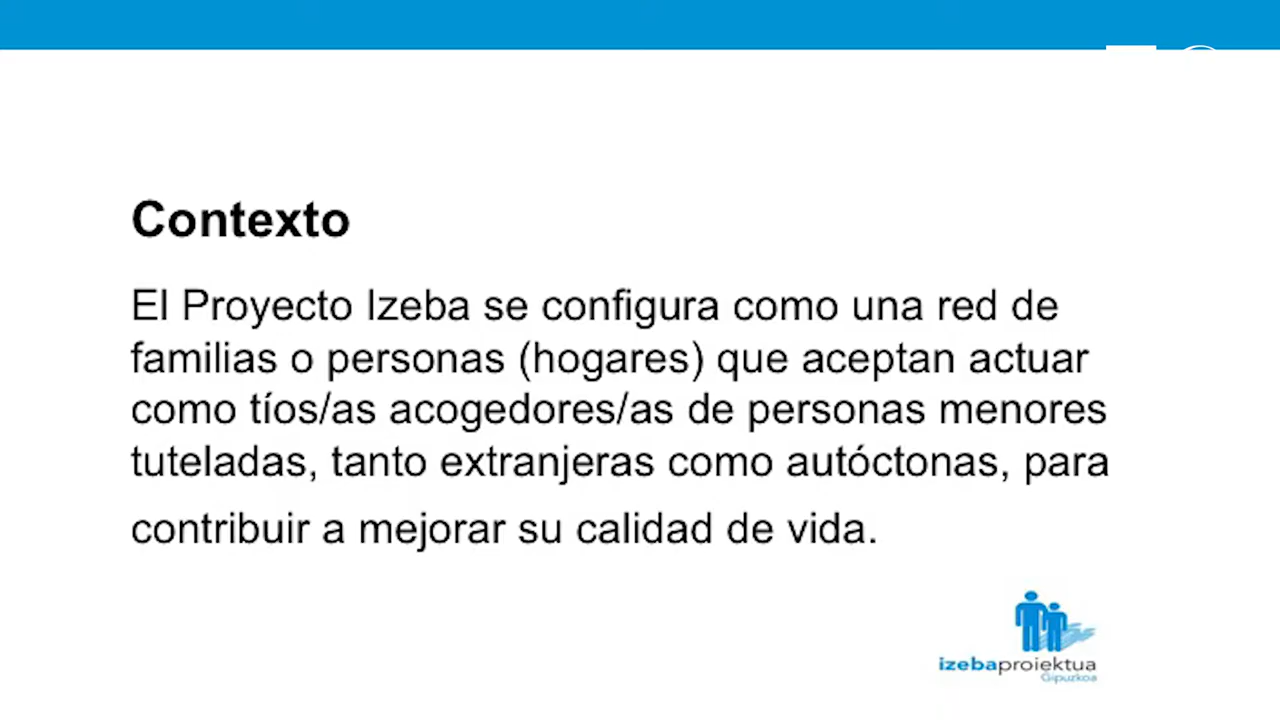 Contexto
El Proyecto Izeba se configura como una red de
familias o personas (hogares) que aceptan actuar
como tíos/as acogedores/as de personas menores
tuteladas, tanto extranjeras como autóctonas, para
contribuir a mejorar su calidad de vida.
izebaproiektua
Gipuzkoa